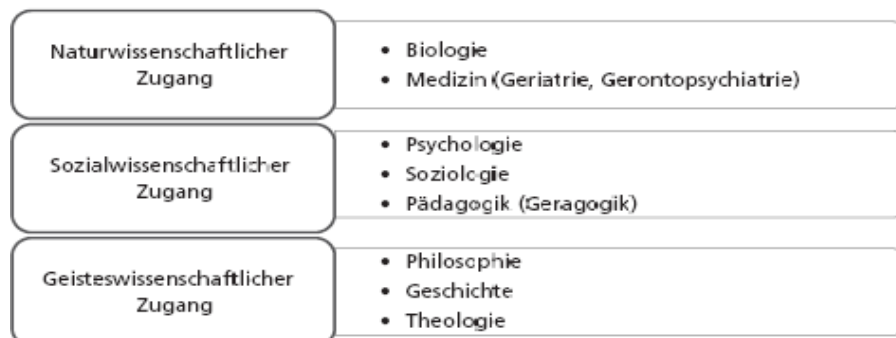 Naturwissenschaftlicher
Zugang
• Biologie
• Medizin (Geriatrie, Gerontopsychiatrie)
Sozialwissenschaftlicher
Zugang
• Psychologie
• Soziologie
• Pädagogik (Geragogik)
Geisteswissenschaftlicher
Zugang
• Philosophie
• Geschichte
• Theologie